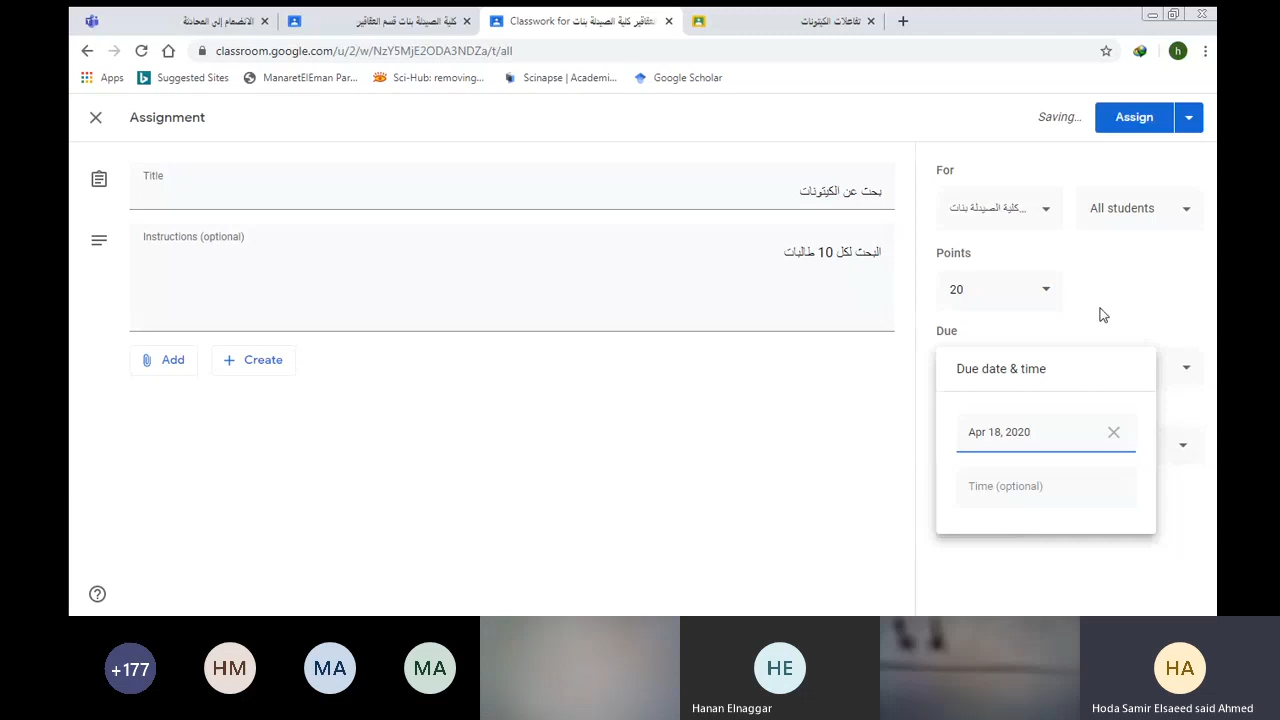 الانضمام إلى المحادثة
كلية الصيدلة بنات قسم العقاقير
Classwork for العقاقير كلية الصيدلة بنات
تفاعلات الكيتونات
classroom.google.com/u/2/w/NzY5MjE2ODA3NDZa/t/all
h
Apps
Suggested Sites
ManaretElEman Par...
Sci-Hub: removing...
Scinapse | Academi...
Google Scholar
Assignment
Saving...
Assign
Title
بحث عن الكيتونات
Instructions (optional)
البحث لكل 10 طالبات
Add
Create
For
كلية الصيدلة بنات...
All students
Points
20
Due
Due date & time
Apr 18, 2020
Time (optional)
+177
HM
MA
MA
HE
Hanan Elnaggar
HA
Hoda Samir Elsaeed said Ahmed